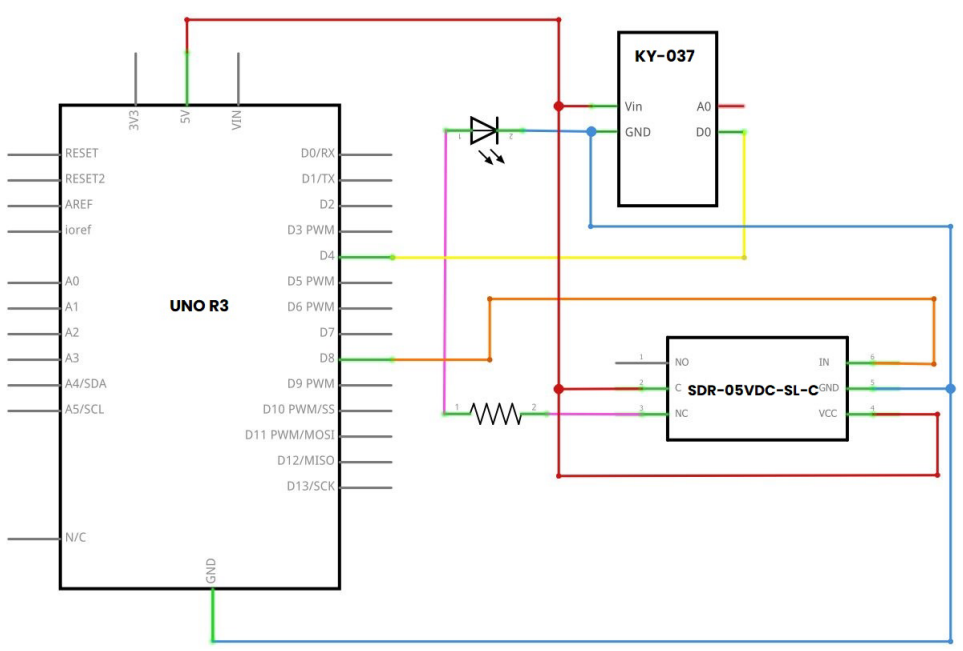 KY-037
Vin
A0
GND
D0
1
2
3V3
5V
VIN
RESET
RESET2
AREF
ioref
A0
A1
A2
A3
A4/SDA
A5/SCL
N/C
UNO R3
D0/RX
D1/TX
D2
D3 PWM
D4
D5 PWM
D6 PWM
D7
D8
D9 PWM
D10 PWM/SS
D11 PWM/MOSI
D12/MISO
D13/SCK
GND
1
2
1
NO
IN
6
2
C
SDR-05VDC-SL-C
GND
5
3
NC
VCC
4